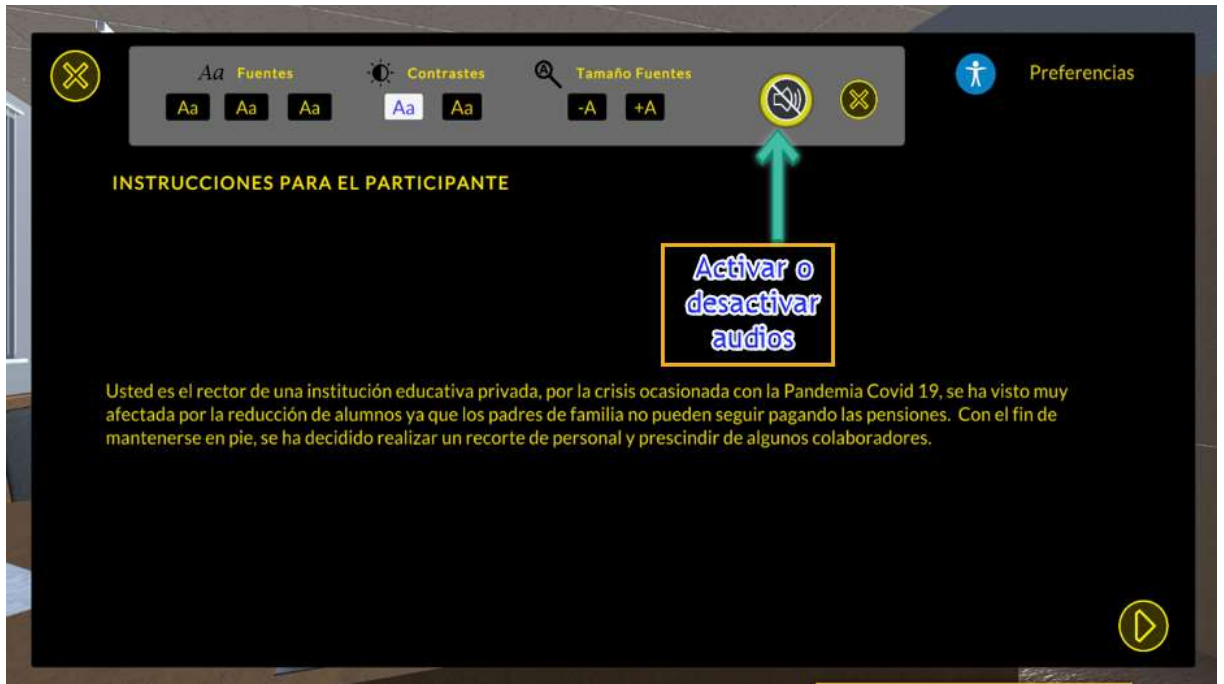 Aa Fuentes
Contrastes
A Tamaño Fuentes
Preferencias
Aa Aa Aa
Aa Aa
-A +A
INSTRUCCIONES PARA EL PARTICIPANTE
Activar o
desactivar
audios
Usted es el rector de una institución educativa privada, por la crisis ocasionada con la Pandemia Covid 19, se ha visto muy
afectada por la reducción de alumnos ya que los padres de familia no pueden seguir pagando las pensiones. Con el fin de
mantenerse en pie, se ha decidido realizar un recorte de personal y prescindir de algunos colaboradores.